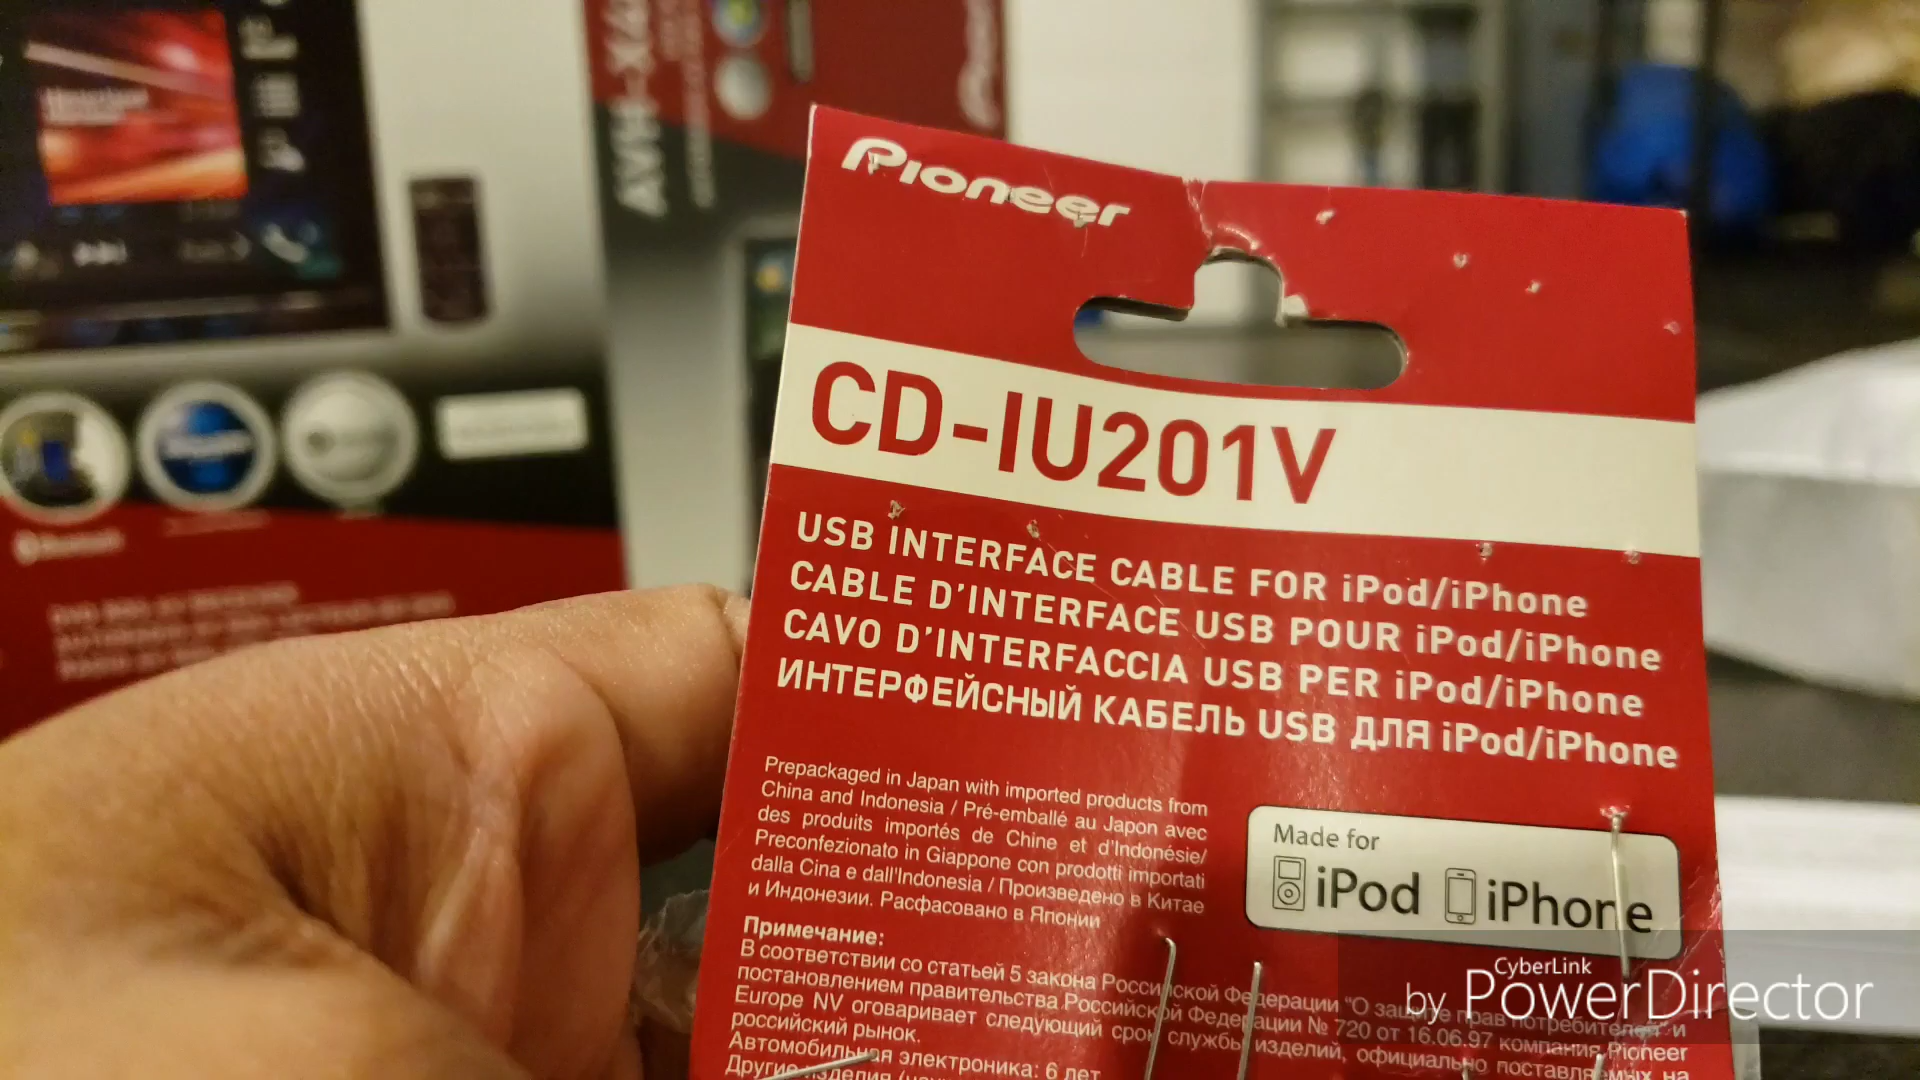 Pioneer
CD-IU201V
USB INTERFACE CABLE FOR iPod/iPhone
CABLE D'INTERFACE USB POUR iPod/iPhone
CAVO D'INTERFACCIA USB PER iPod/iPhone
ИНТЕРФЕЙСНЫЙ КАБЕЛЬ USB ДЛЯ iPod/iPhone
Prepackaged in Japan with imported products from
China and Indonesia / Pré-emballé au Japon avec
des produits importés de Chine et d'Indonésie/
Preconfezionato in Giappone con prodotti importati
dalla Cina e dall'Indonesia / Произведено в Китае
и Индонезии. Расфасовано в Японии
Made for
iPod iPhone
Примечание:
В соответствии со статьей 5 закона Российской Федерации "О защите прав потребителей" и
постановлением правительства Российской Федерации № 720 от 16.06.97 компания Pioneer
Europe NV оговаривает следующий срок службы изделий, официально поставляемых на
российский рынок.
Автомобильная электроника: 6 лет
Другие изделия
by CyberLink PowerDirector